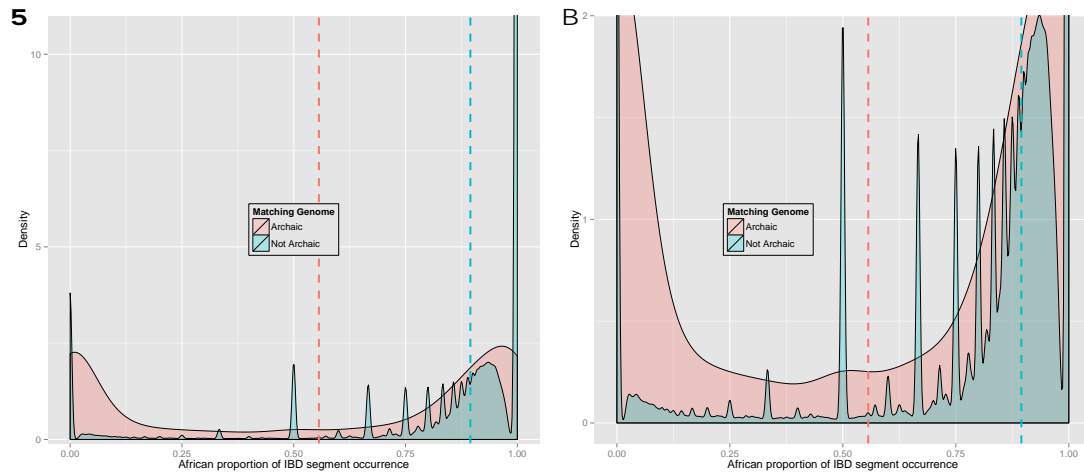 5
10
5
0
Density
Matching Genome
Archaic
Not Archaic
0.00 0.25 0.50 0.75 1.00
African proportion of IBD segment occurrence
B
2
1
0
Density
Matching Genome
Archaic
Not Archaic
0.00 0.25 0.50 0.75 1.00
African proportion of IBD segment occurrence